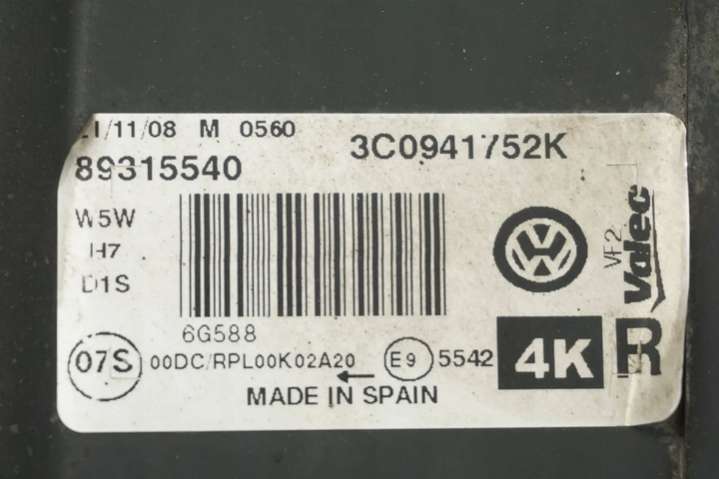 21/11/08 M 0560
89315540 3C0941752K
W5W
H7
D1S
6G588
07S 00DC/RPL00K02A20 E9 5542
MADE IN SPAIN
4K R
VF2
Valeo